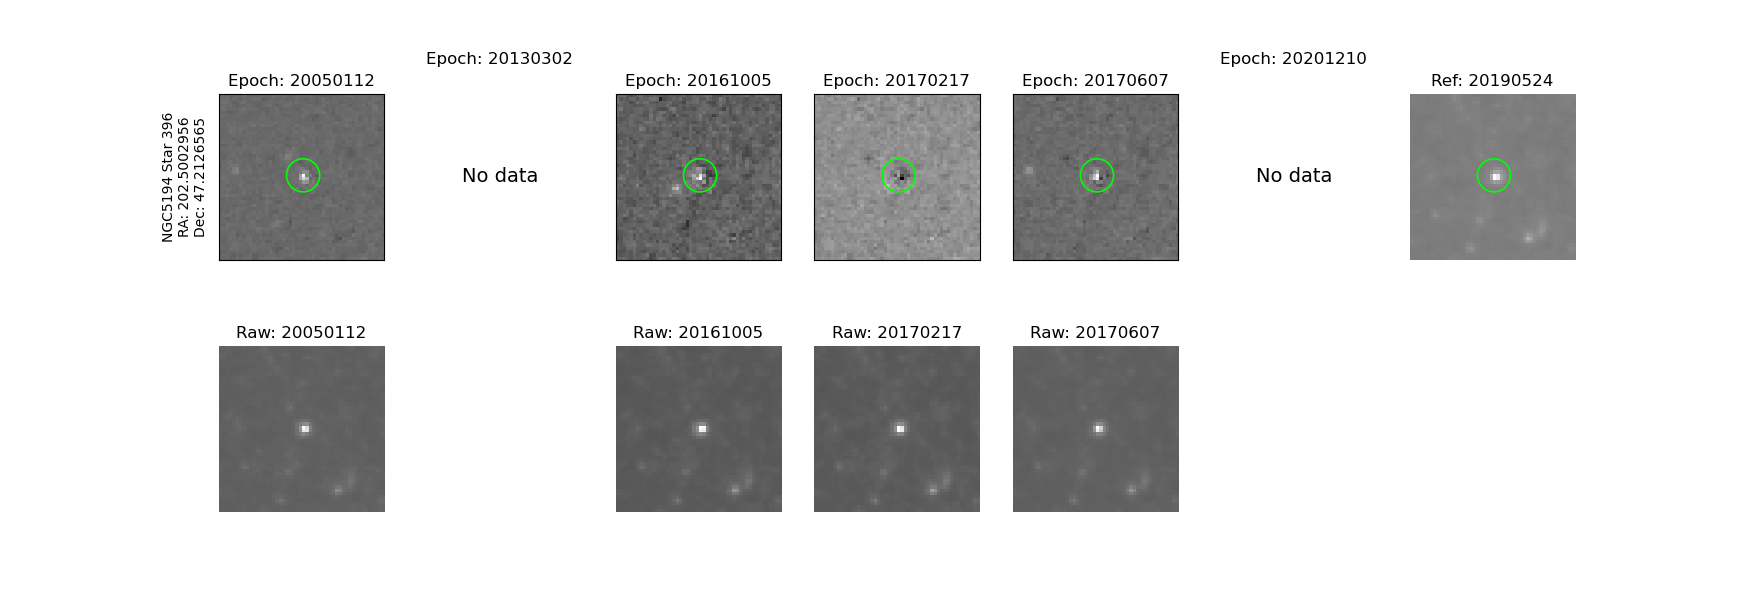 Epoch: 20130302
Epoch: 20201210
Epoch: 20050112
Epoch: 20161005
Epoch: 20170217
Epoch: 20170607
Ref: 20190524
NGC5194 Star 396
RA: 202.5002956
Dec: 47.2126565
No data
No data
Raw: 20050112
Raw: 20161005
Raw: 20170217
Raw: 20170607